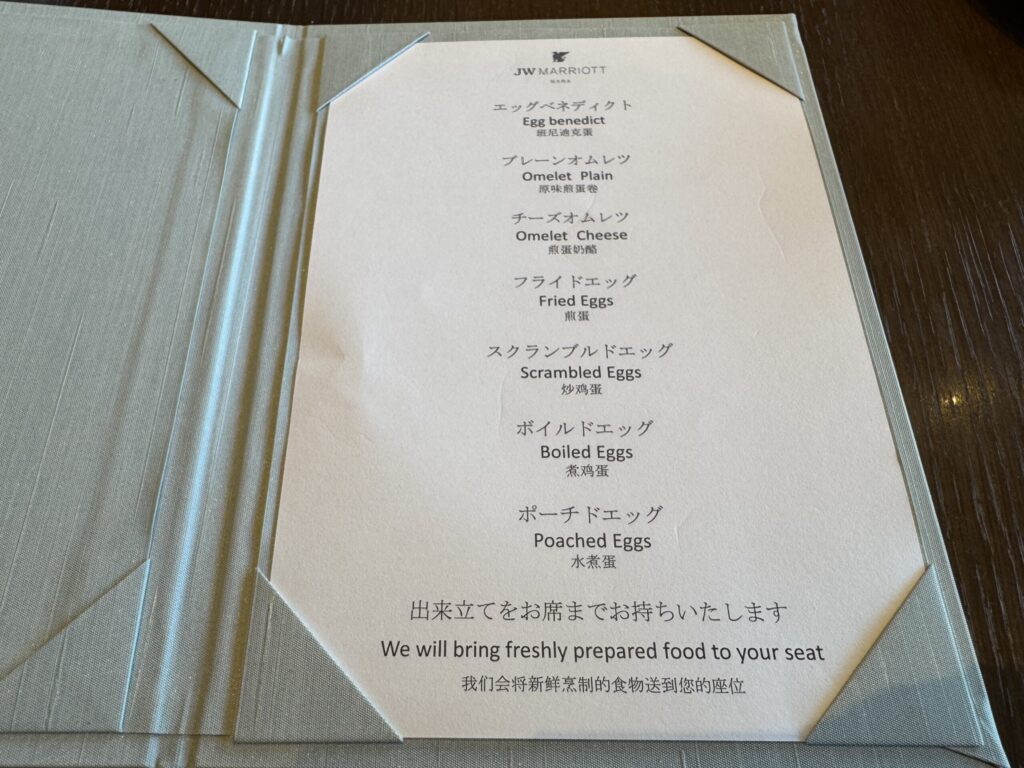 JW MARRIOTT
エッグベネディクト
Egg benedict
班尼迪克蛋
プレーンオムレツ
Omelet Plain
原味煎蛋卷
チーズオムレツ
Omelet Cheese
煎蛋奶酪
フライドエッグ
Fried Eggs
煎蛋
スクランブルドエッグ
Scrambled Eggs
炒鸡蛋
ボイルドエッグ
Boiled Eggs
煮鸡蛋
ポーチドエッグ
Poached Eggs
水煮蛋
出来立てをお席までお持ちいたします
We will bring freshly prepared food to your seat
我们会将新鲜烹制的食物送到您的座位